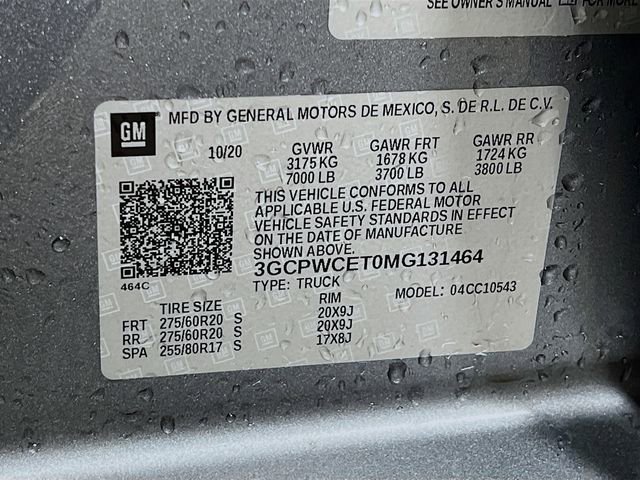 SEE OWNER'S MANUAL FOR MORE
GM
MFD BY GENERAL MOTORS DE MEXICO, S. DE R.L. DE C.V.
10/20 GVWR GAWR FRT GAWR RR
3175 KG 1678 KG 1724 KG
7000 LB 3700 LB 3800 LB
THIS VEHICLE CONFORMS TO ALL
APPLICABLE U.S. FEDERAL MOTOR
VEHICLE SAFETY STANDARDS IN EFFECT
ON THE DATE OF MANUFACTURE
SHOWN ABOVE.
464C
3GCPWCET0MG131464
TYPE: TRUCK MODEL: 04CC10543
TIRE SIZE RIM
FRT 275/60R20 S 20X9J
RR 275/60R20 S 20X9J
SPA 255/80R17 S 17X8J